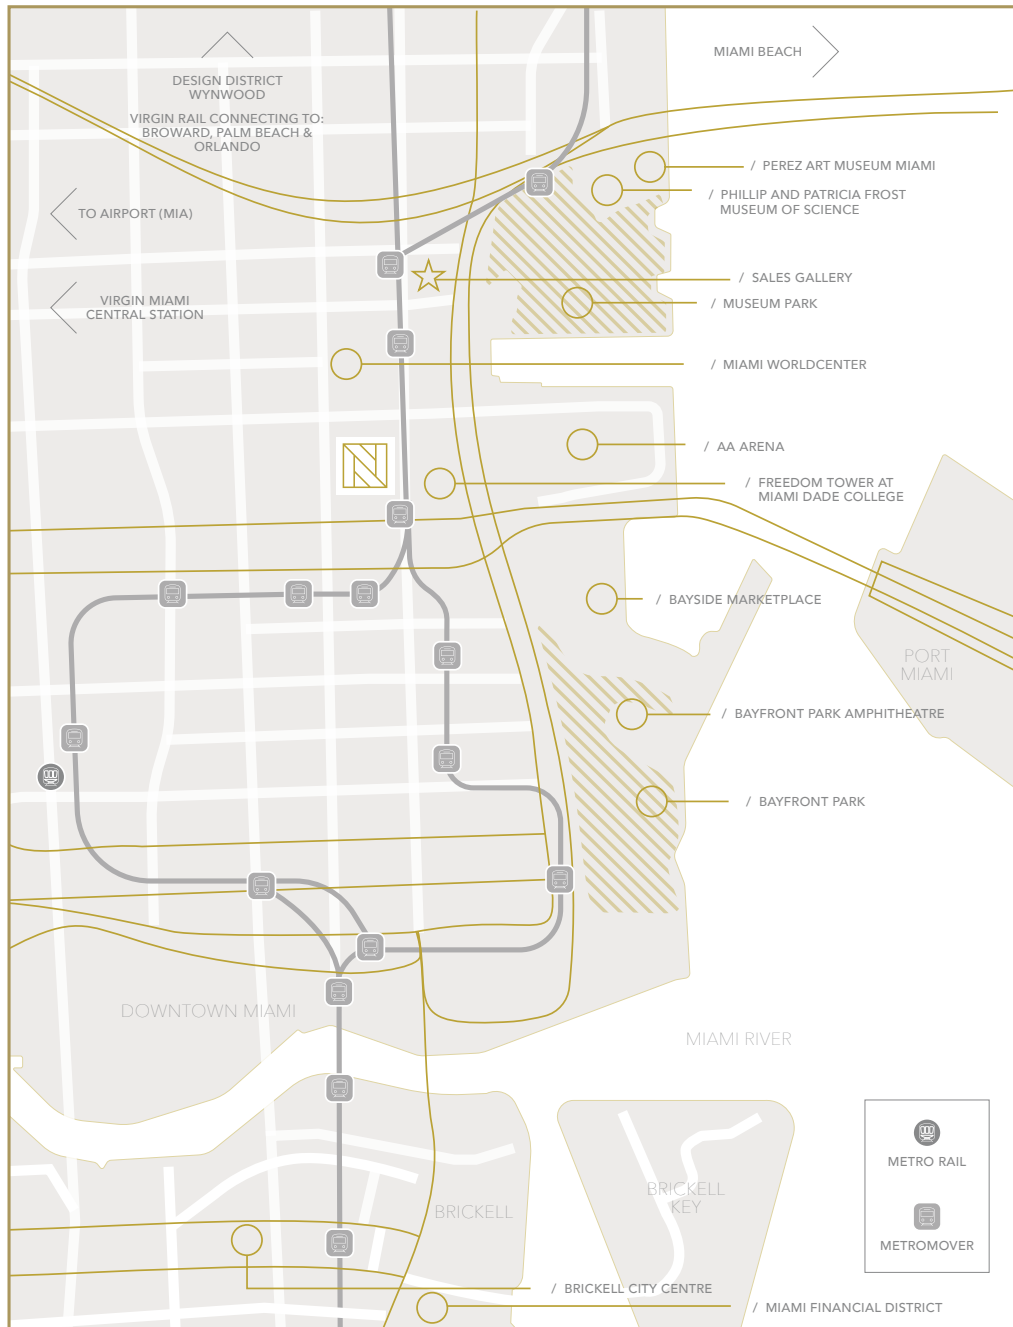 MIAMI BEACH
DESIGN DISTRICT
WYNWOOD
VIRGIN RAIL CONNECTING TO:
BROWARD, PALM BEACH &
ORLANDO
/ PEREZ ART MUSEUM MIAMI
/ PHILLIP AND PATRICIA FROST
MUSEUM OF SCIENCE
TO AIRPORT (MIA)
/ SALES GALLERY
VIRGIN MIAMI
CENTRAL STATION
/ MUSEUM PARK
/ MIAMI WORLDCENTER
/ AA ARENA
N
/ FREEDOM TOWER AT
MIAMI DADE COLLEGE
/ BAYSIDE MARKETPLACE
PORT
MIAMI
/ BAYFRONT PARK AMPHITHEATRE
/ BAYFRONT PARK
DOWNTOWN MIAMI
MIAMI RIVER
METRO RAIL
BRICKELL
KEY
BRICKELL
METROMOVER
/ BRICKELL CITY CENTRE
/ MIAMI FINANCIAL DISTRICT